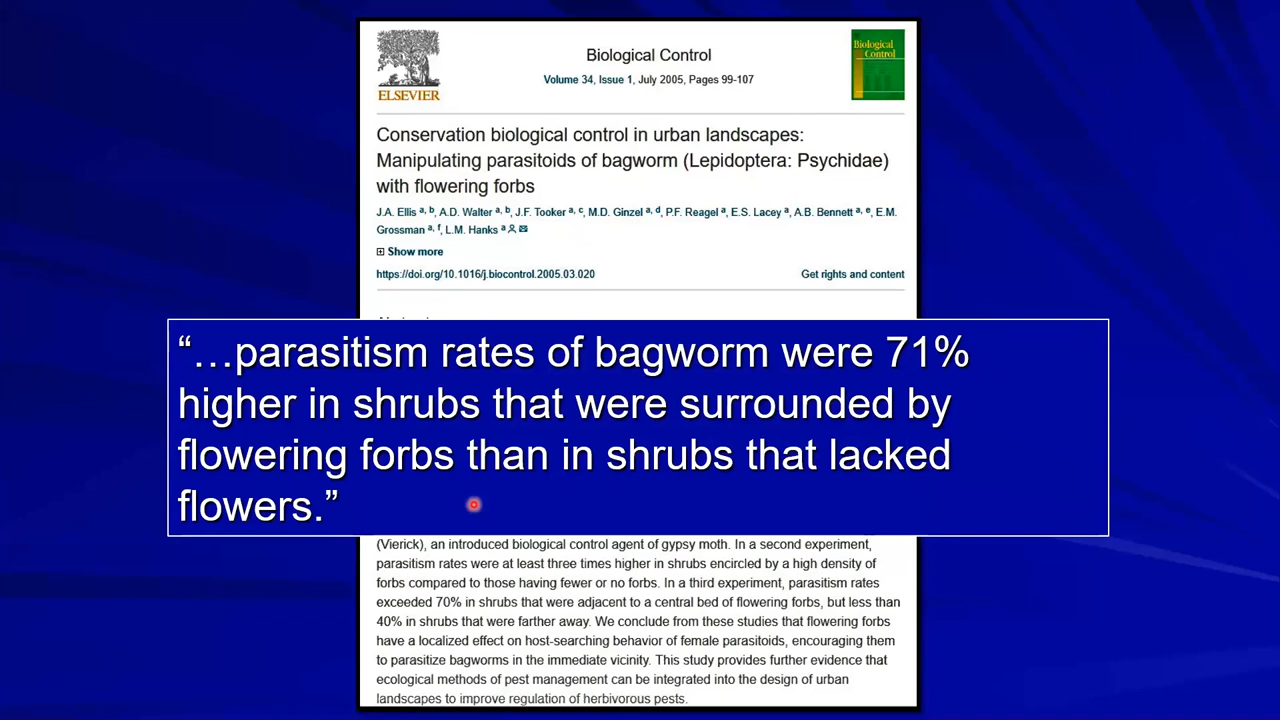 ELSEVIER
Biological Control
Volume 34, Issue 1, July 2005, Pages 99-107
Biological
Control
Conservation biological control in urban landscapes:
Manipulating parasitoids of bagworm (Lepidoptera: Psychidae)
with flowering forbs
J.A. Ellis a, b, A.D. Walter a, b, J.F. Tooker a, c, M.D. Ginzel a, d, P.F. Reagel a, E.S. Lacey a, A.B. Bennett a, e, E.M.
Grossman a, f, L.M. Hanks a
Show more
https://doi.org/10.1016/j.biocontrol.2005.03.020
Get rights and content
“…parasitism rates of bagworm were 71%
higher in shrubs that were surrounded by
flowering forbs than in shrubs that lacked
flowers.”
(Vierick), an introduced biological control agent of gypsy moth. In a second experiment,
parasitism rates were at least three times higher in shrubs encircled by a high density of
forbs compared to those having fewer or no forbs. In a third experiment, parasitism rates
exceeded 70% in shrubs that were adjacent to a central bed of flowering forbs, but less than
40% in shrubs that were farther away. We conclude from these studies that flowering forbs
have a localized effect on host-searching behavior of female parasitoids, encouraging them
to parasitize bagworms in the immediate vicinity. This study provides further evidence that
ecological methods of pest management can be integrated into the design of urban
landscapes to improve regulation of herbivorous pests.